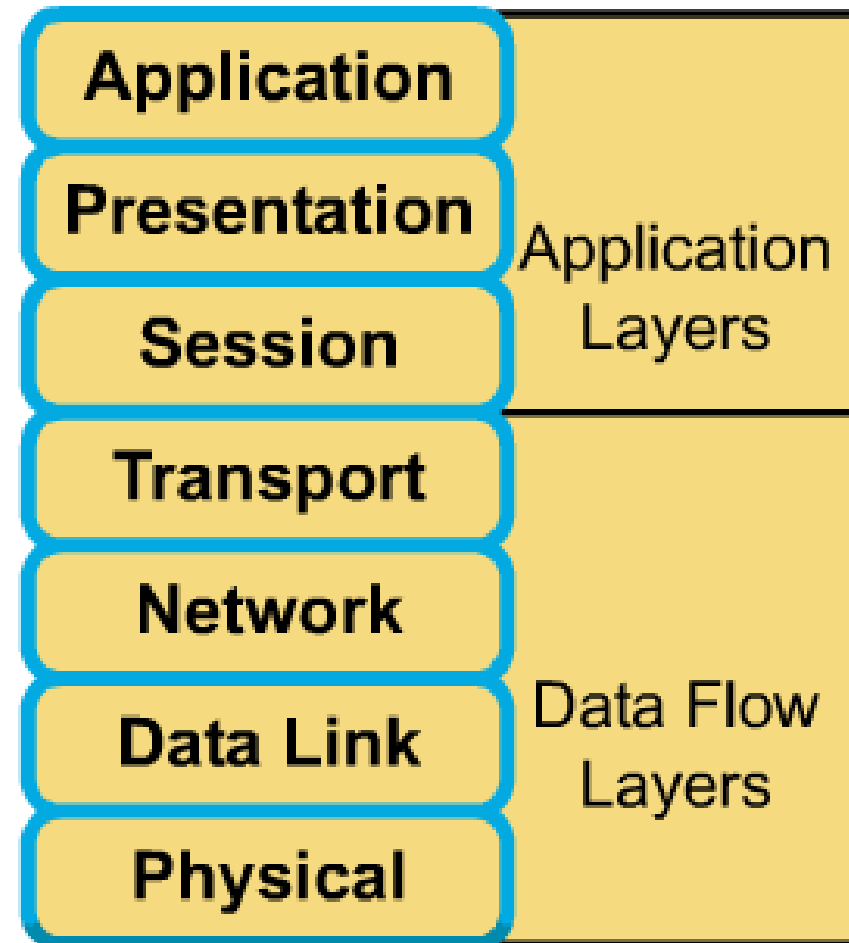 Application
Presentation
Session
Transport
Network
Data Link
Physical
Application
Layers
Data Flow
Layers